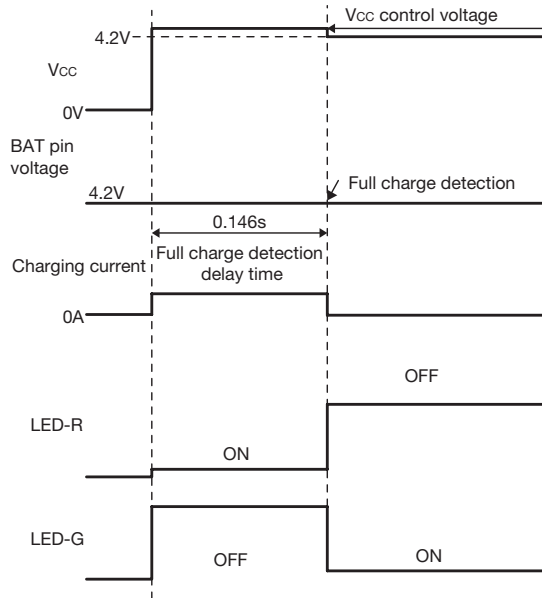 Vcc control voltage
4.2V
Vcc
0V
BAT pin
voltage
4.2V
Full charge detection
0.146s
Charging current
Full charge detection
delay time
0A
OFF
LED-R
ON
LED-G
OFF
ON